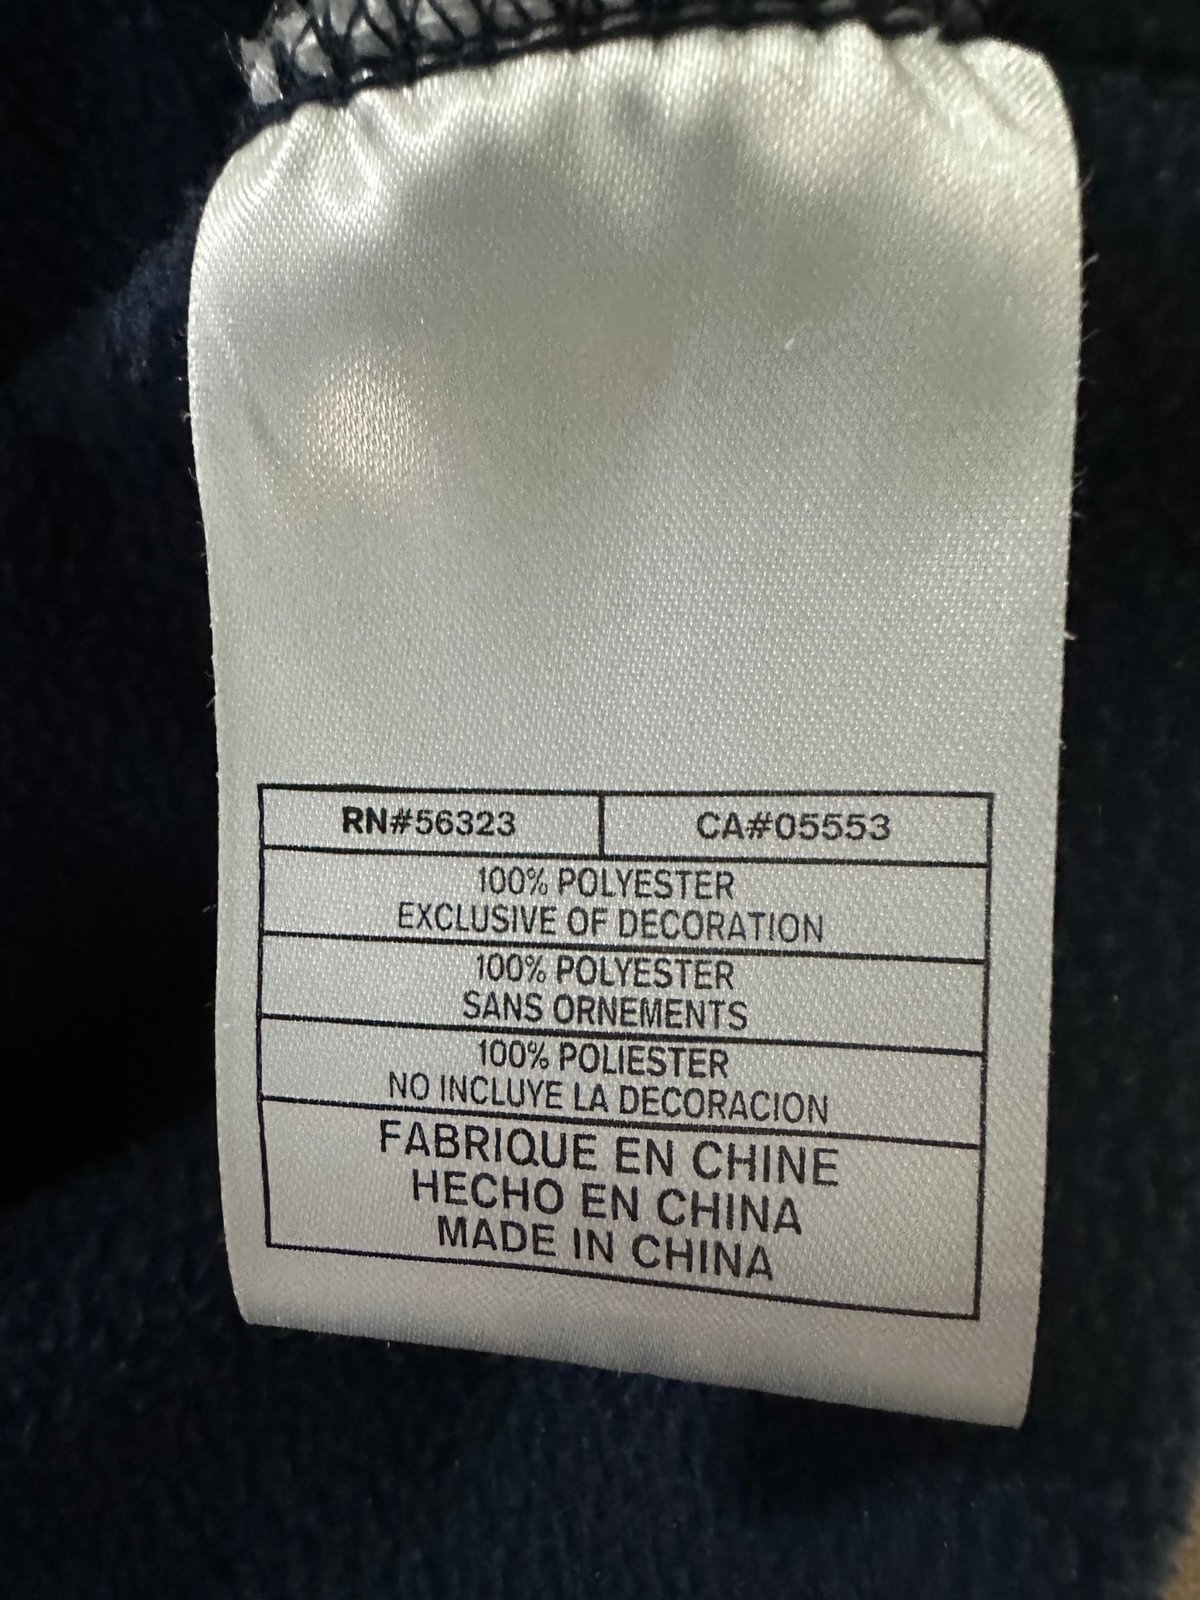 RN#56323 CA#05553
100% POLYESTER
EXCLUSIVE OF DECORATION
100% POLYESTER
SANS ORNEMENTS
100% POLIESTER
NO INCLUYE LA DECORACION
FABRIQUE EN CHINE
HECHO EN CHINA
MADE IN CHINA